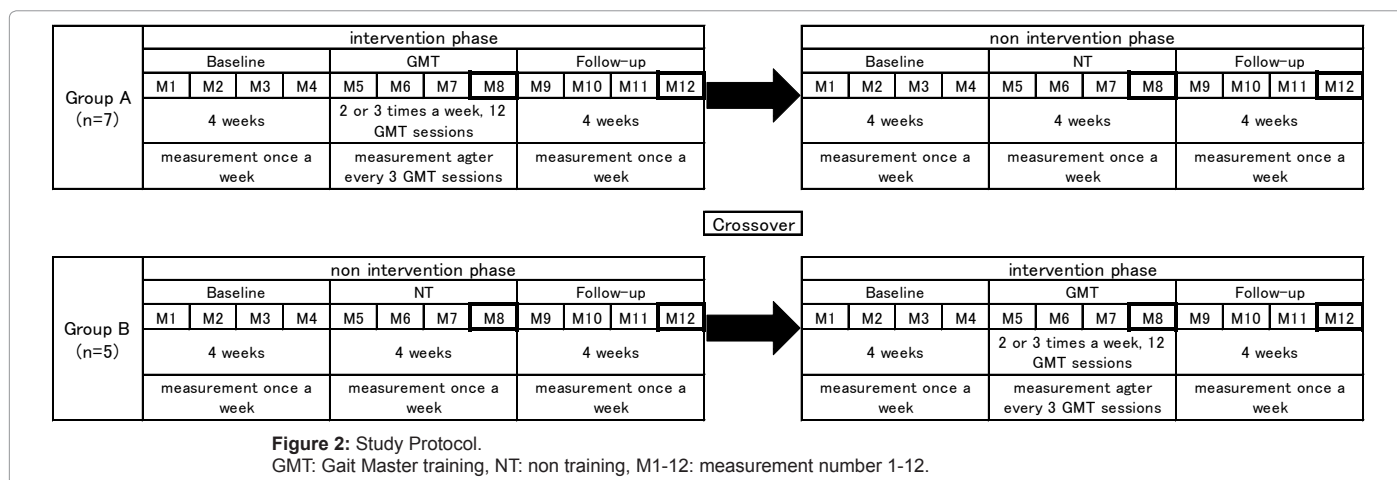 intervention phase
Baseline GMT Follow-up
M1 M2 M3 M4 M5 M6 M7 M8 M9 M10 M11 M12
Group A
(n=7)
4 weeks
2 or 3 times a week, 12
GMT sessions
4 weeks
measurement once a
week
measurement agter
every 3 GMT sessions
measurement once a
week
non intervention phase
Baseline NT Follow-up
M1 M2 M3 M4 M5 M6 M7 M8 M9 M10 M11 M12
4 weeks 4 weeks 4 weeks
measurement once a
week
measurement once a
week
measurement once a
week
Crossover
non intervention phase
Baseline NT Follow-up
M1 M2 M3 M4 M5 M6 M7 M8 M9 M10 M11 M12
Group B
(n=5)
4 weeks 4 weeks 4 weeks
measurement once a
week
measurement once a
week
measurement once a
week
intervention phase
Baseline GMT Follow-up
M1 M2 M3 M4 M5 M6 M7 M8 M9 M10 M11 M12
4 weeks
2 or 3 times a week, 12
GMT sessions
4 weeks
measurement once a
week
measurement agter
every 3 GMT sessions
measurement once a
week
Figure 2: Study Protocol.
GMT: Gait Master training, NT: non training, M1-12: measurement number 1-12.